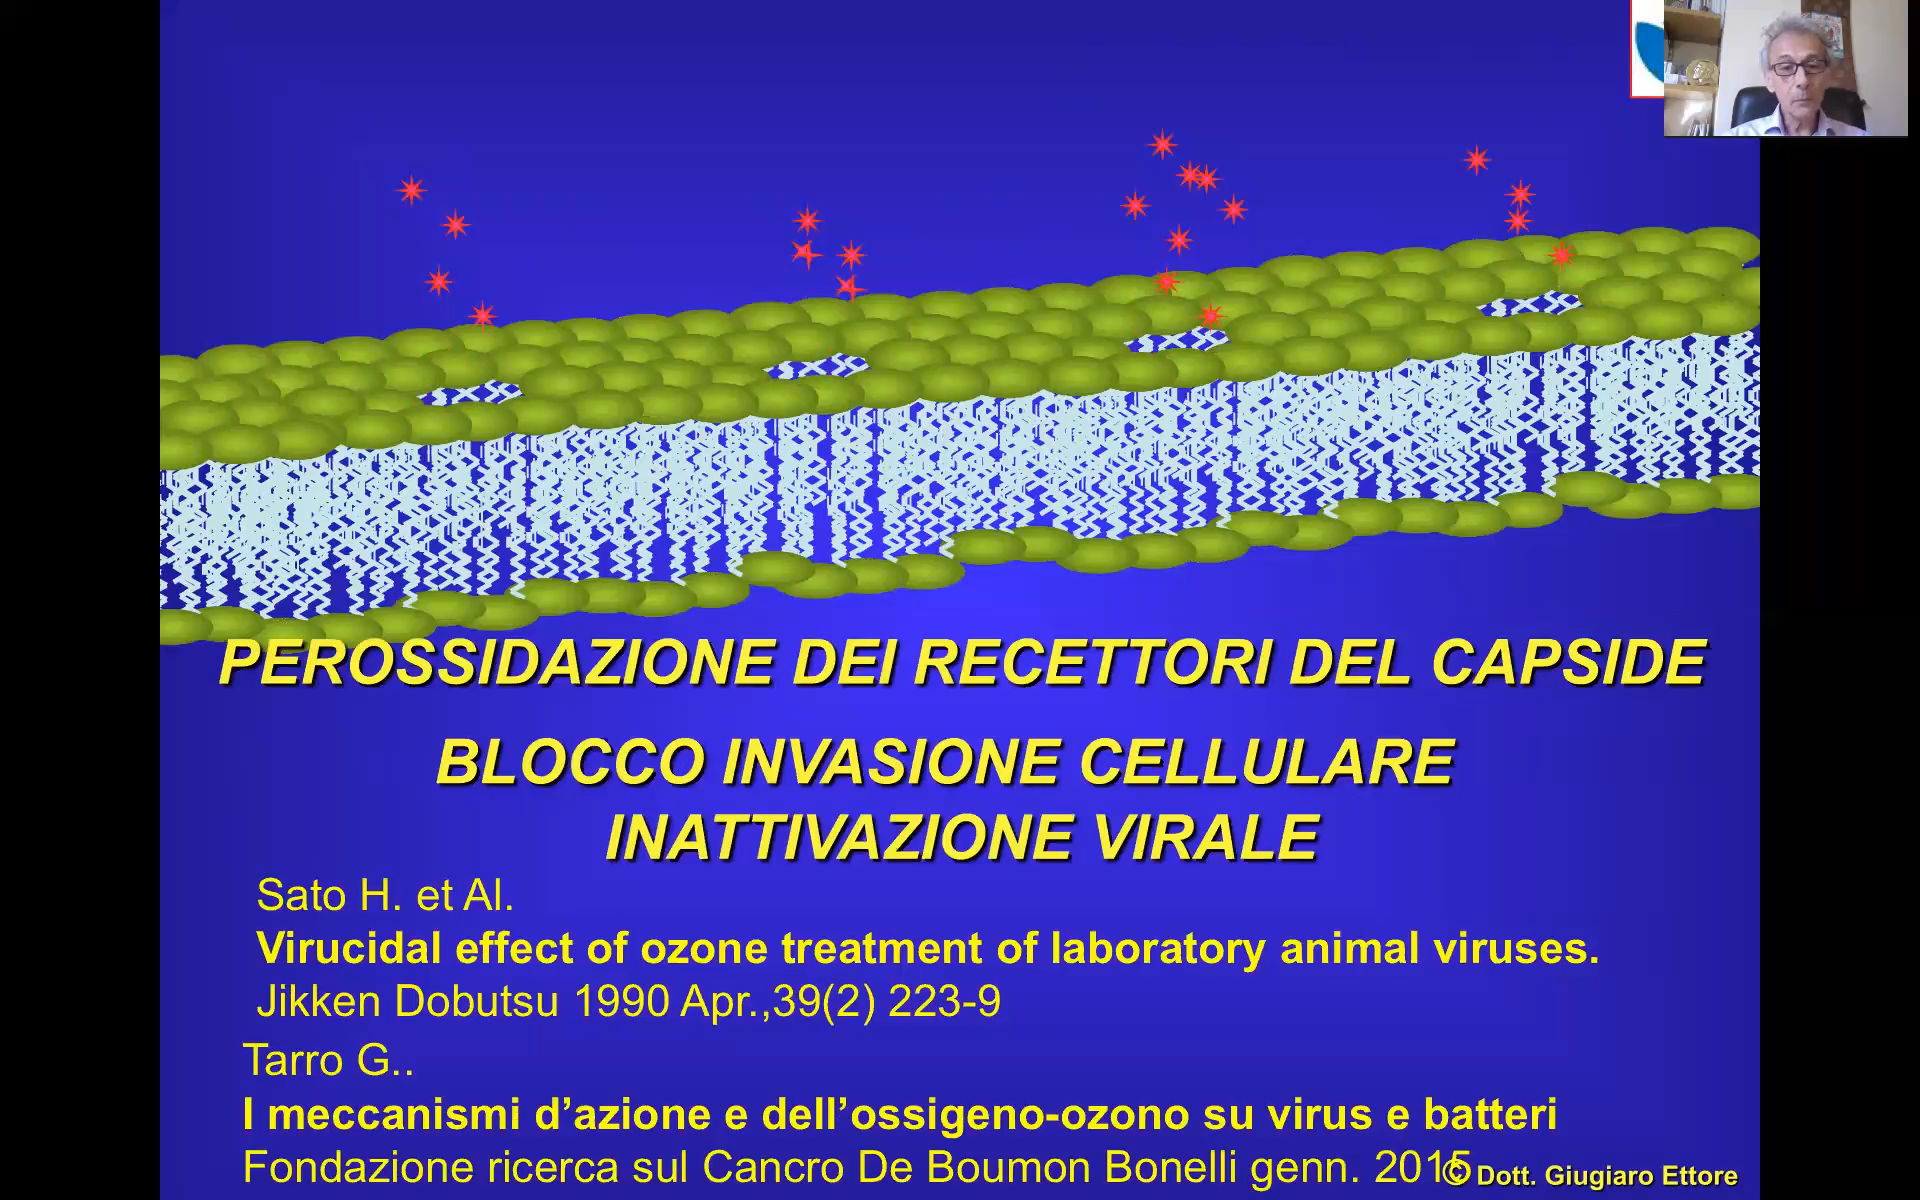 PEROSSIDAZIONE DEI RECETTORI DEL CAPSIDE
BLOCCO INVASIONE CELLULARE
INATTIVAZIONE VIRALE
Sato H. et Al.
Virucidal effect of ozone treatment of laboratory animal viruses.
Jikken Dobutsu 1990 Apr.,39(2) 223-9
Tarro G..
I meccanismi d’azione e dell’ossigeno-ozono su virus e batteri
Fondazione ricerca sul Cancro De Boumon Bonelli genn. 2015
© Dott. Giugiaro Ettore